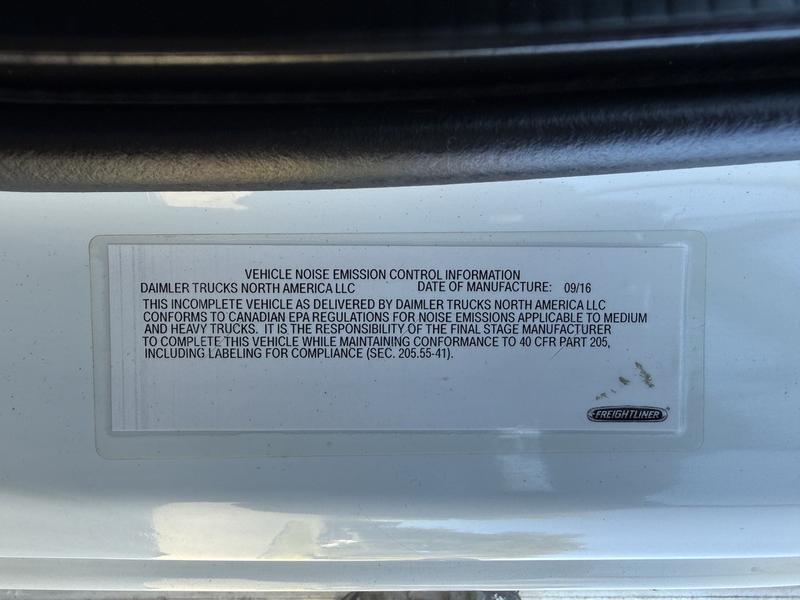 VEHICLE NOISE EMISSION CONTROL INFORMATION
DAIMLER TRUCKS NORTH AMERICA LLC DATE OF MANUFACTURE: 09/16
THIS INCOMPLETE VEHICLE AS DELIVERED BY DAIMLER TRUCKS NORTH AMERICA LLC
CONFORMS TO CANADIAN EPA REGULATIONS FOR NOISE EMISSIONS APPLICABLE TO MEDIUM
AND HEAVY TRUCKS. IT IS THE RESPONSIBILITY OF THE FINAL STAGE MANUFACTURER
TO COMPLETE THIS VEHICLE WHILE MAINTAINING CONFORMANCE TO 40 CFR PART 205,
INCLUDING LABELING FOR COMPLIANCE (SEC. 205.55-41).
FREIGHTLINER